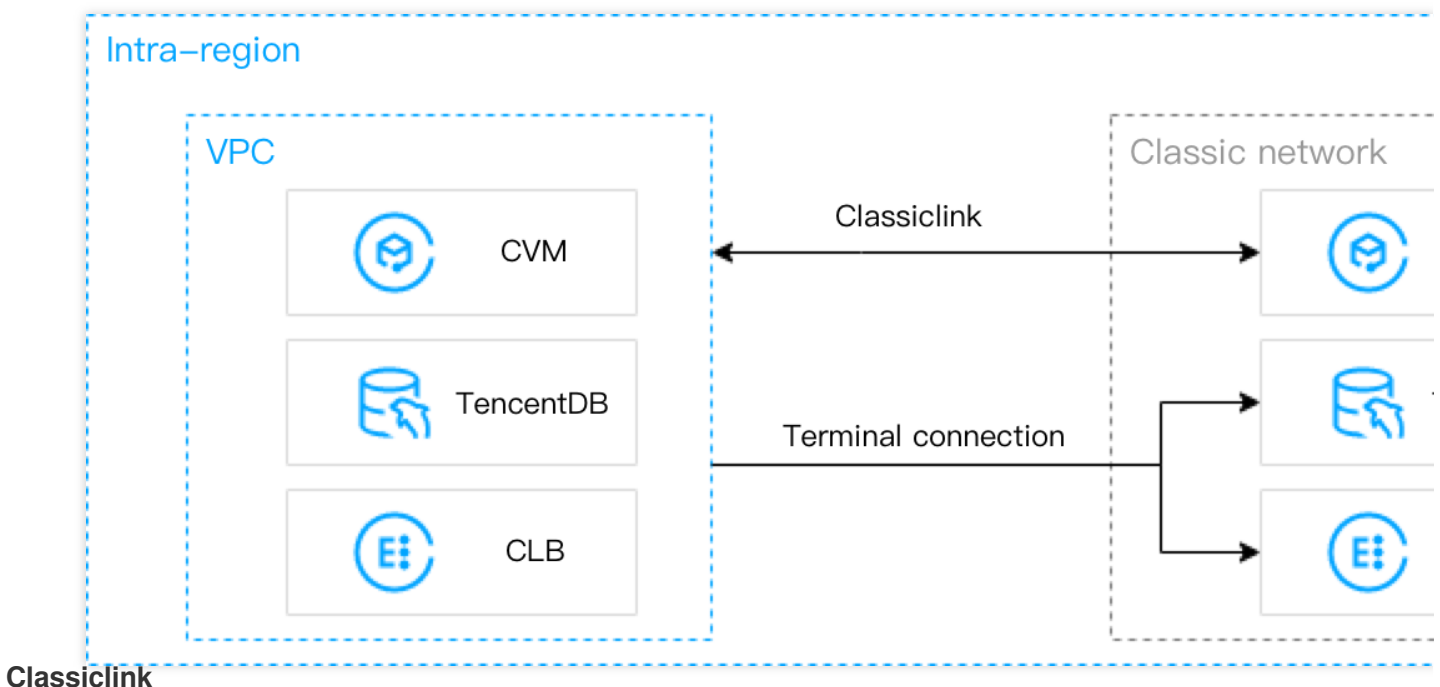 Intra-region
VPC
Classic network
Classiclink
CVM
TencentDB
Terminal connection
CLB
Classiclink